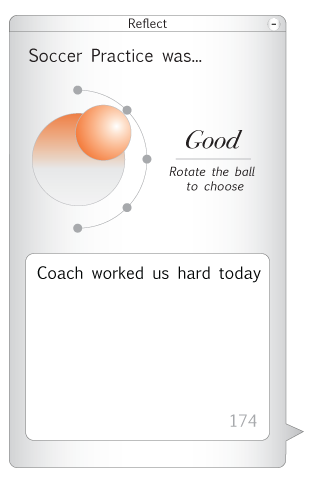 Reflect
Soccer Practice was...
Good
Rotate the ball
to choose
Coach worked us hard today
174